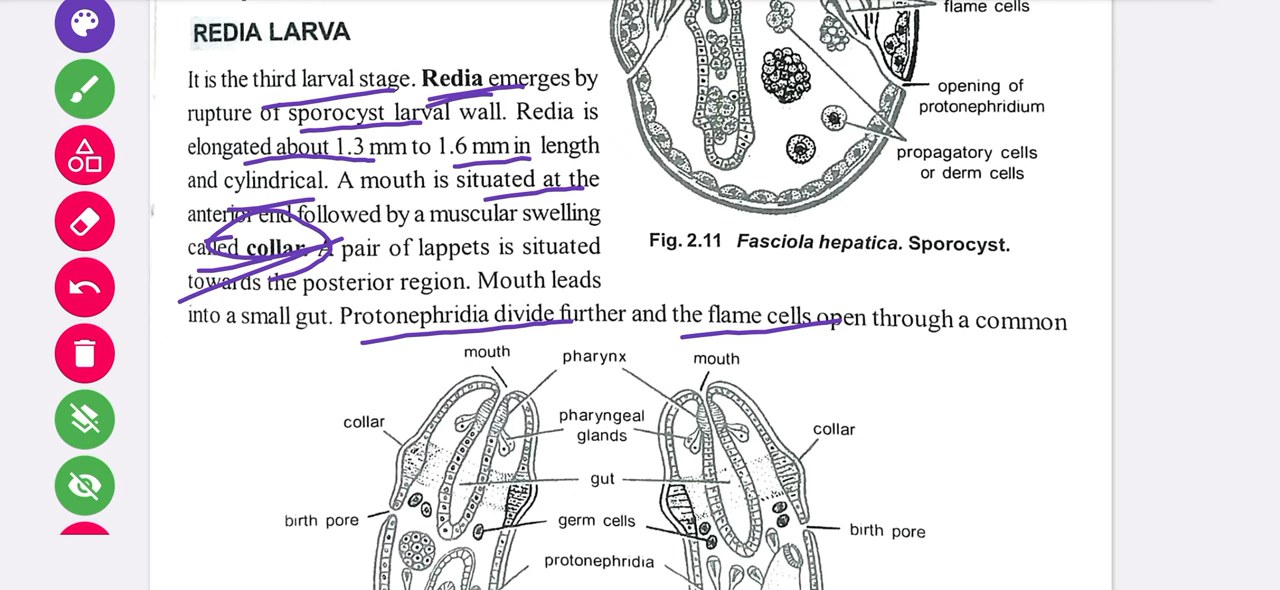 flame cells
REDIA LARVA
It is the third larval stage. Redia emerges by
rupture of sporocyst larval wall. Redia is
elongated about 1.3 mm to 1.6 mm in length
and cylindrical. A mouth is situated at the
anterior end followed by a muscular swelling
called collar. A pair of lappets is situated
towards the posterior region. Mouth leads
into a small gut. Protonephridia divide further and the flame cells open through a common
opening of
protonephridium
propagatory cells
or derm cells
Fig. 2.11 Fasciola hepatica. Sporocyst.
mouth
pharynx
mouth
collar
pharyngeal
glands
collar
gut
birth pore
germ cells
birth pore
protonephridia